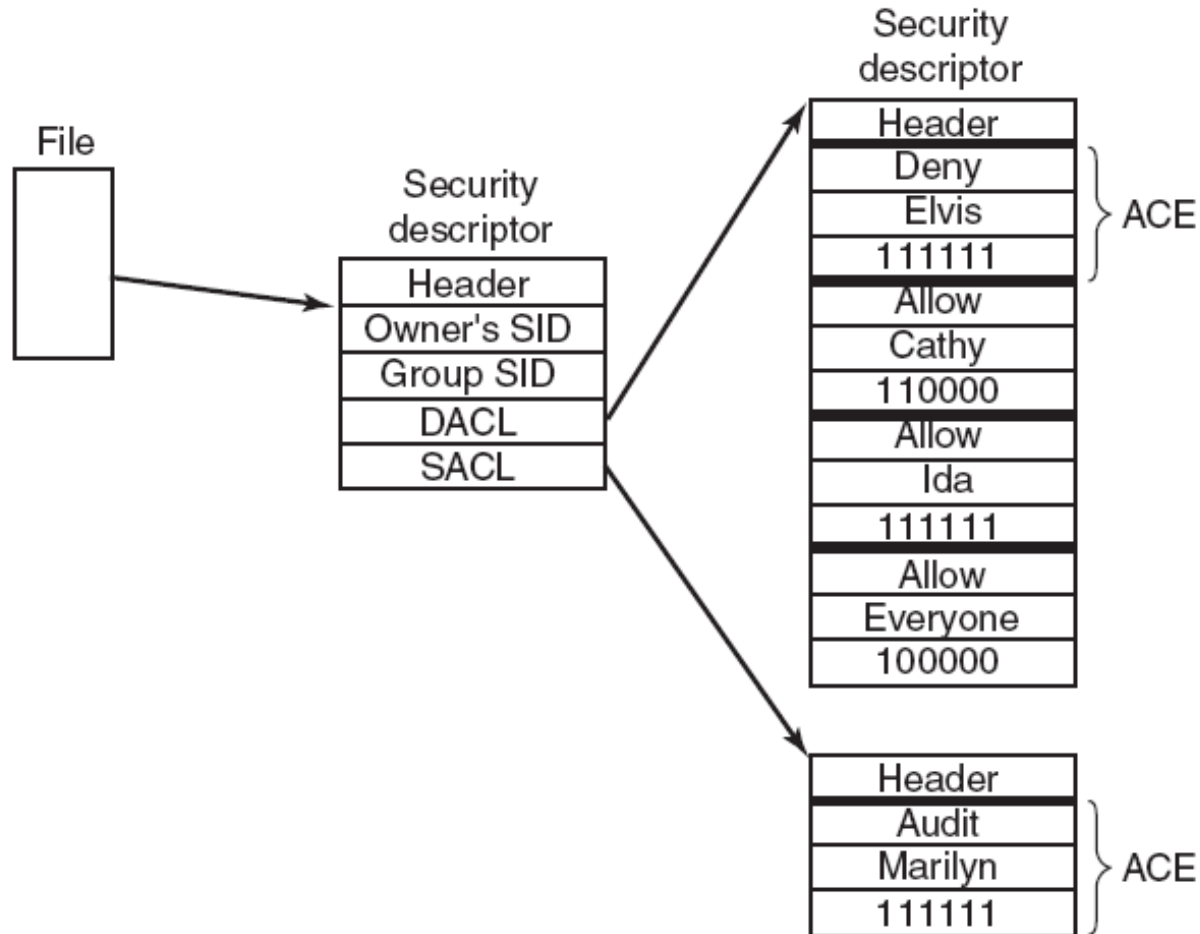 File
Security
descriptor
Header
Owner's SID
Group SID
DACL
SACL
Security
descriptor
Header
Deny
Elvis
111111
ACE
Allow
Cathy
110000
Allow
Ida
111111
Allow
Everyone
100000
Header
Audit
Marilyn
111111
ACE